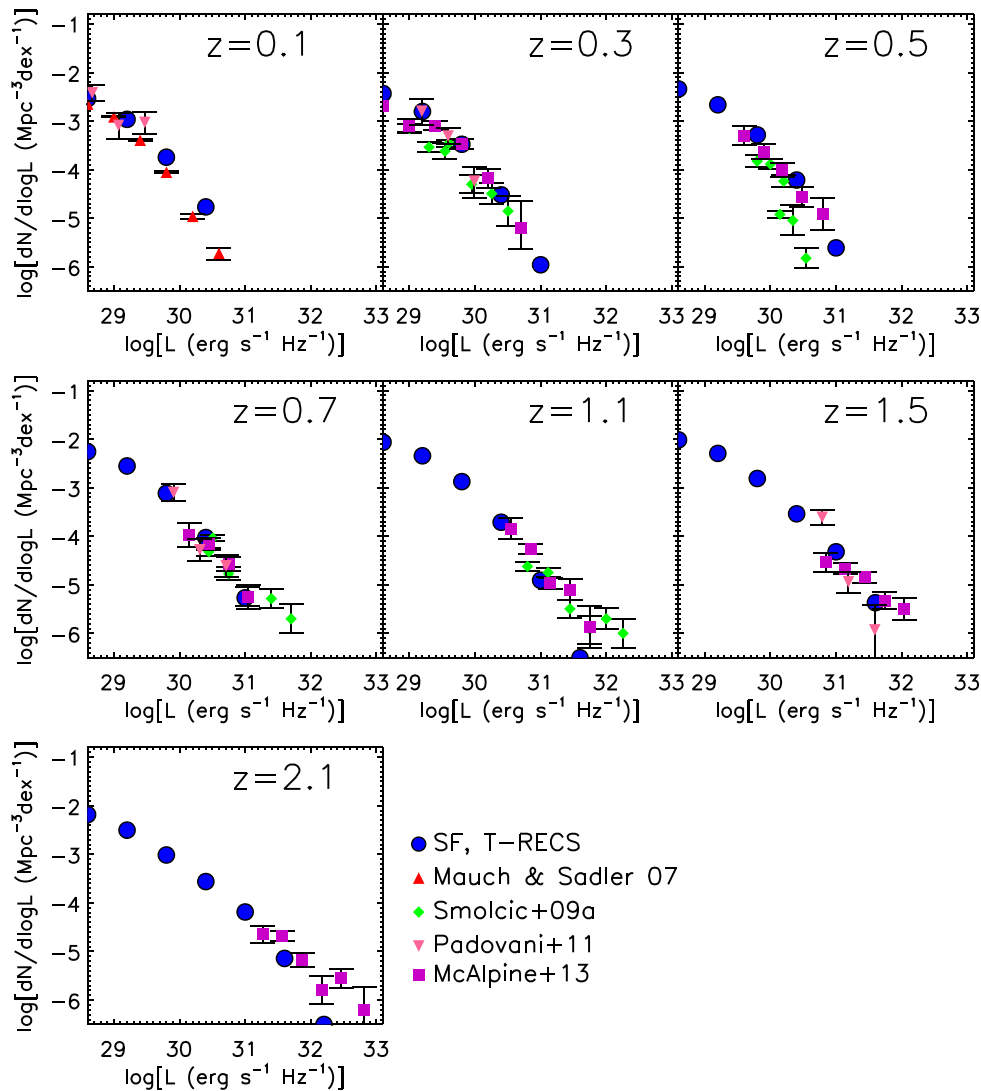 z=0.1
z=0.3
z=0.5
log[dN/dlogL (Mpc⁻³dex⁻¹)]
−1
−2
−3
−4
−5
−6
29 30 31 32 33
29 30 31 32 33
29 30 31 32 33
log[L (erg s⁻¹ Hz⁻¹)]
log[L (erg s⁻¹ Hz⁻¹)]
log[L (erg s⁻¹ Hz⁻¹)]
z=0.7
z=1.1
z=1.5
log[dN/dlogL (Mpc⁻³dex⁻¹)]
−1
−2
−3
−4
−5
−6
29 30 31 32 33
29 30 31 32 33
29 30 31 32 33
log[L (erg s⁻¹ Hz⁻¹)]
log[L (erg s⁻¹ Hz⁻¹)]
log[L (erg s⁻¹ Hz⁻¹)]
z=2.1
log[dN/dlogL (Mpc⁻³dex⁻¹)]
−1
−2
−3
−4
−5
−6
29 30 31 32 33
log[L (erg s⁻¹ Hz⁻¹)]
SF, T−RECS
Mauch & Sadler 07
Smolcic+09a
Padovani+11
McAlpine+13